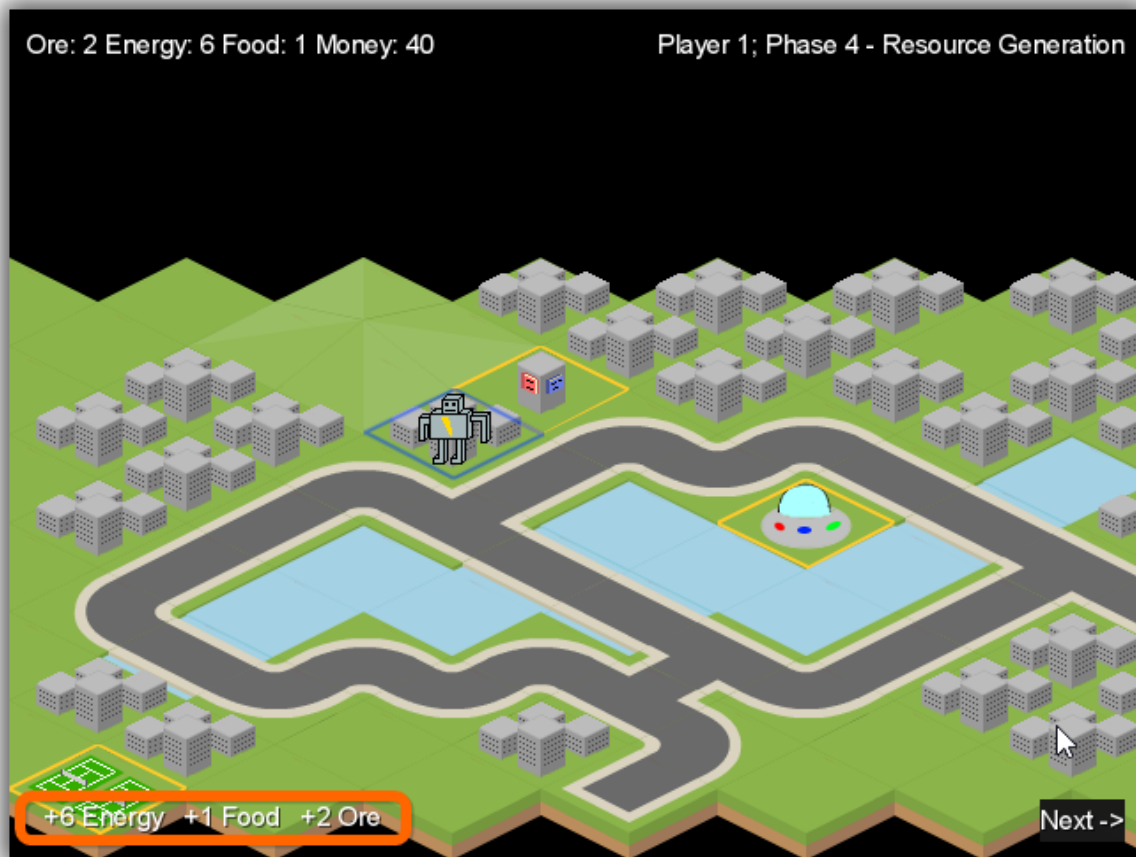 Ore: 2 Energy: 6 Food: 1 Money: 40
Player 1; Phase 4 - Resource Generation
+6 Energy +1 Food +2 Ore
Next ->